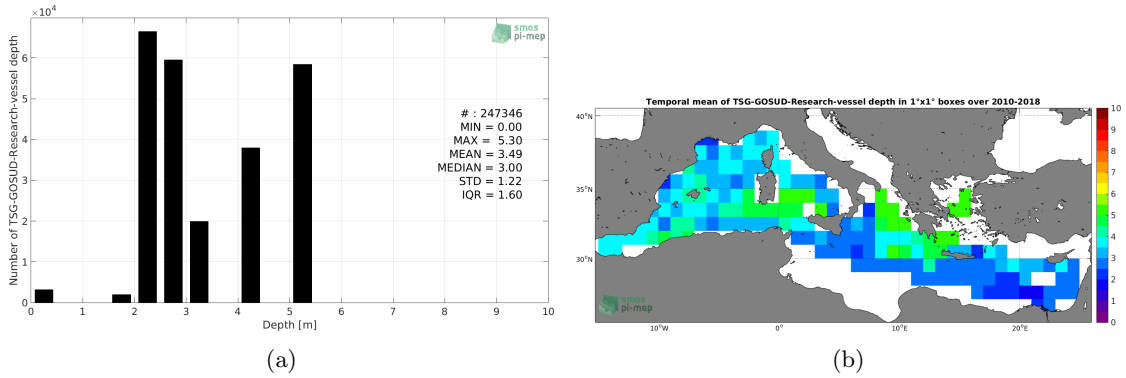 ×10⁴
smos
pi-mep
Number of TSG-GOSUD-Research-vessel depth
6
5
4
3
2
1
0
# : 247346
MIN = 0.00
MAX = 5.30
MEAN = 3.49
MEDIAN = 3.00
STD = 1.22
IQR = 1.60
0 1 2 3 4 5 6 7 8 9 10
Depth [m]
(a)
Temporal mean of TSG-GOSUD-Research-vessel depth in 1°x1° boxes over 2010-2018
40°N
35°N
30°N
10°W 0° 10°E 20°E
smos
pi-mep
10
9
8
7
6
5
4
3
2
1
0
(b)